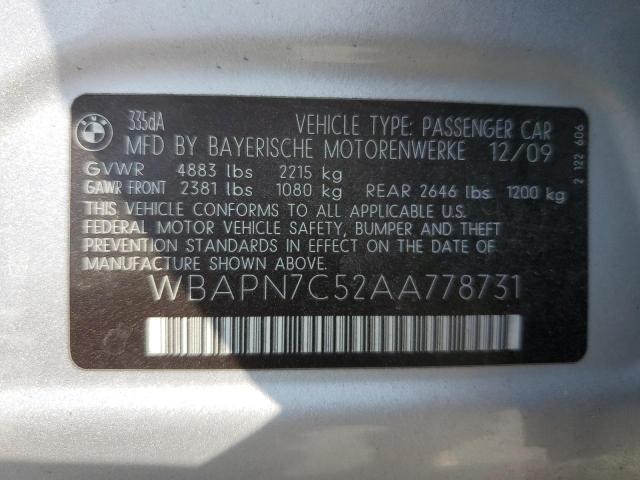 BMW 335dA VEHICLE TYPE: PASSENGER CAR
MFD BY BAYERISCHE MOTORENWERKE 12/09
GVWR 4883 lbs 2215 kg
GAWR FRONT 2381 lbs 1080 kg REAR 2646 lbs 1200 kg
THIS VEHICLE CONFORMS TO ALL APPLICABLE U.S.
FEDERAL MOTOR VEHICLE SAFETY, BUMPER AND THEFT
PREVENTION STANDARDS IN EFFECT ON THE DATE OF
MANUFACTURE SHOWN ABOVE.
WBAPN7C52AA778731
2 122 606